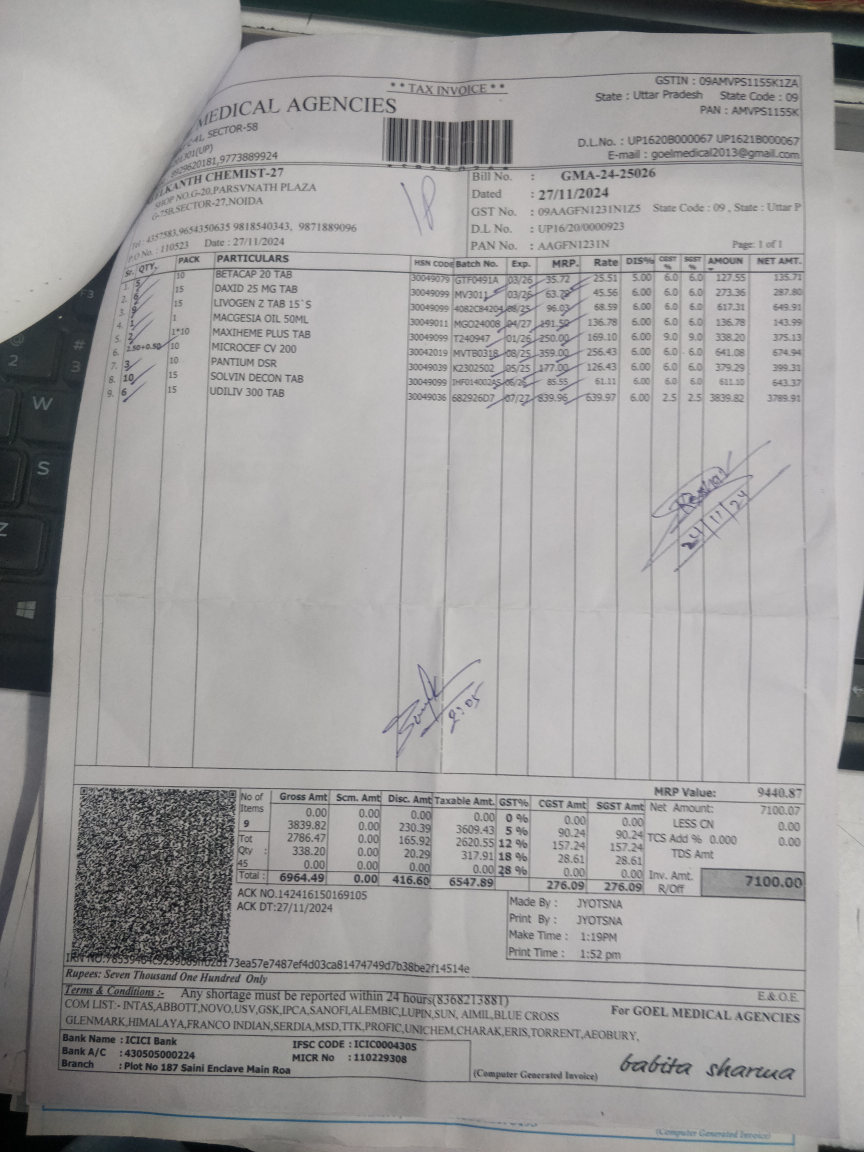 * * TAX INVOICE * *
GSTIN : 09AMVPS1155K1ZA
State : Uttar Pradesh State Code : 09
PAN : AMVPS1155K
MEDICAL AGENCIES
SECTOR-58
(UP)
9773889924
D.L.No. : UP1620B000067 UP1621B000067
E-mail : goelmedical2013@gmail.com
KANTH CHEMIST-27
SHOP NO.G-20,PARSVNATH PLAZA
SECTOR-27,NOIDA
4357583,9654350635 9818540343, 9871889096
P.O No. : 110523 Date : 27/11/2024
Bill No. : GMA-24-25026
Dated : 27/11/2024
GST No. : 09AAGFN1231N1Z5 State Code : 09 , State : Uttar P
D.L No. : UP16/20/0000923
PAN No. : AAGFN1231N Page: 1 of 1
Sr. QTY. PACK PARTICULARS HSN Code Batch No. Exp. MRP. Rate DIS% CGST % SGST % AMOUN NET AMT.
1. 5 10 BETACAP 20 TAB 30049079 GTF0491A 03/26 35.72 25.51 5.00 6.0 6.0 127.55 135.71
2. 6 15 DAXID 25 MG TAB 30049099 MV3011 03/26 63.79 45.56 6.00 6.0 6.0 273.36 287.80
3. 9 15 LIVOGEN Z TAB 15`S 30049099 4082C84204 08/25 96.03 68.59 6.00 6.0 6.0 617.31 649.91
4. 1 1 MACGESIA OIL 50ML 30049011 MGO24008 04/27 191.50 136.78 6.00 6.0 6.0 136.78 143.99
5. 2 1*10 MAXIHEME PLUS TAB 30049099 T240947 01/26 250.00 169.10 6.00 9.0 9.0 338.20 375.13
6. 2.50+0.50 10 MICROCEF CV 200 30042019 MVTB0318 08/25 359.00 256.43 6.00 6.0 6.0 641.08 674.94
7. 3 10 PANTIUM DSR 30049039 K2302502 05/25 177.00 126.43 6.00 6.0 6.0 379.29 399.31
8. 10 15 SOLVIN DECON TAB 30049099 IHF014002AS 06/26 85.55 61.11 6.00 6.0 6.0 611.10 643.37
9. 6 15 UDILIV 300 TAB 30049036 682926D7 07/27 839.96 639.97 6.00 2.5 2.5 3839.82 3789.91
No of Items Gross Amt Scm. Amt Disc. Amt Taxable Amt. GST% CGST Amt SGST Amt
0.00 0.00 0.00 0.00 0 % 0.00 0.00
9 3839.82 0.00 230.39 3609.43 5 % 90.24 90.24
Tot 2786.47 0.00 165.92 2620.55 12 % 157.24 157.24
Qty : 338.20 0.00 20.29 317.91 18 % 28.61 28.61
45 0.00 0.00 0.00 0.00 28 % 0.00 0.00
Total : 6964.49 0.00 416.60 6547.89 276.09 276.09
MRP Value: 9440.87
Net Amount: 7100.07
LESS CN 0.00
TCS Add % 0.000 0.00
TDS Amt
Inv. Amt. 7100.00
R/Off
ACK NO.142416150169105
ACK DT:27/11/2024
Made By : JYOTSNA
Print By : JYOTSNA
Make Time : 1:19PM
Print Time : 1:52 pm
Rupees: Seven Thousand One Hundred Only
Terms & Conditions :- Any shortage must be reported within 24 hours(8368213881) E.& O.E.
COM LIST:- INTAS,ABBOTT,NOVO,USV,GSK,IPCA,SANOFI,ALEMBIC,LUPIN,SUN, AIMIL,BLUE CROSS
GLENMARK,HIMALAYA,FRANCO INDIAN,SERDIA,MSD,TTK,PROFIC,UNICHEM,CHARAK,ERIS,TORRENT,AEOBURY,
For GOEL MEDICAL AGENCIES
Bank Name : ICICI Bank IFSC CODE : ICIC0004305
Bank A/C : 430505000224 MICR No : 110229308
Branch : Plot No 187 Saini Enclave Main Roa
(Computer Generated Invoice)
babita sharma
(Computer Generated Invoice)